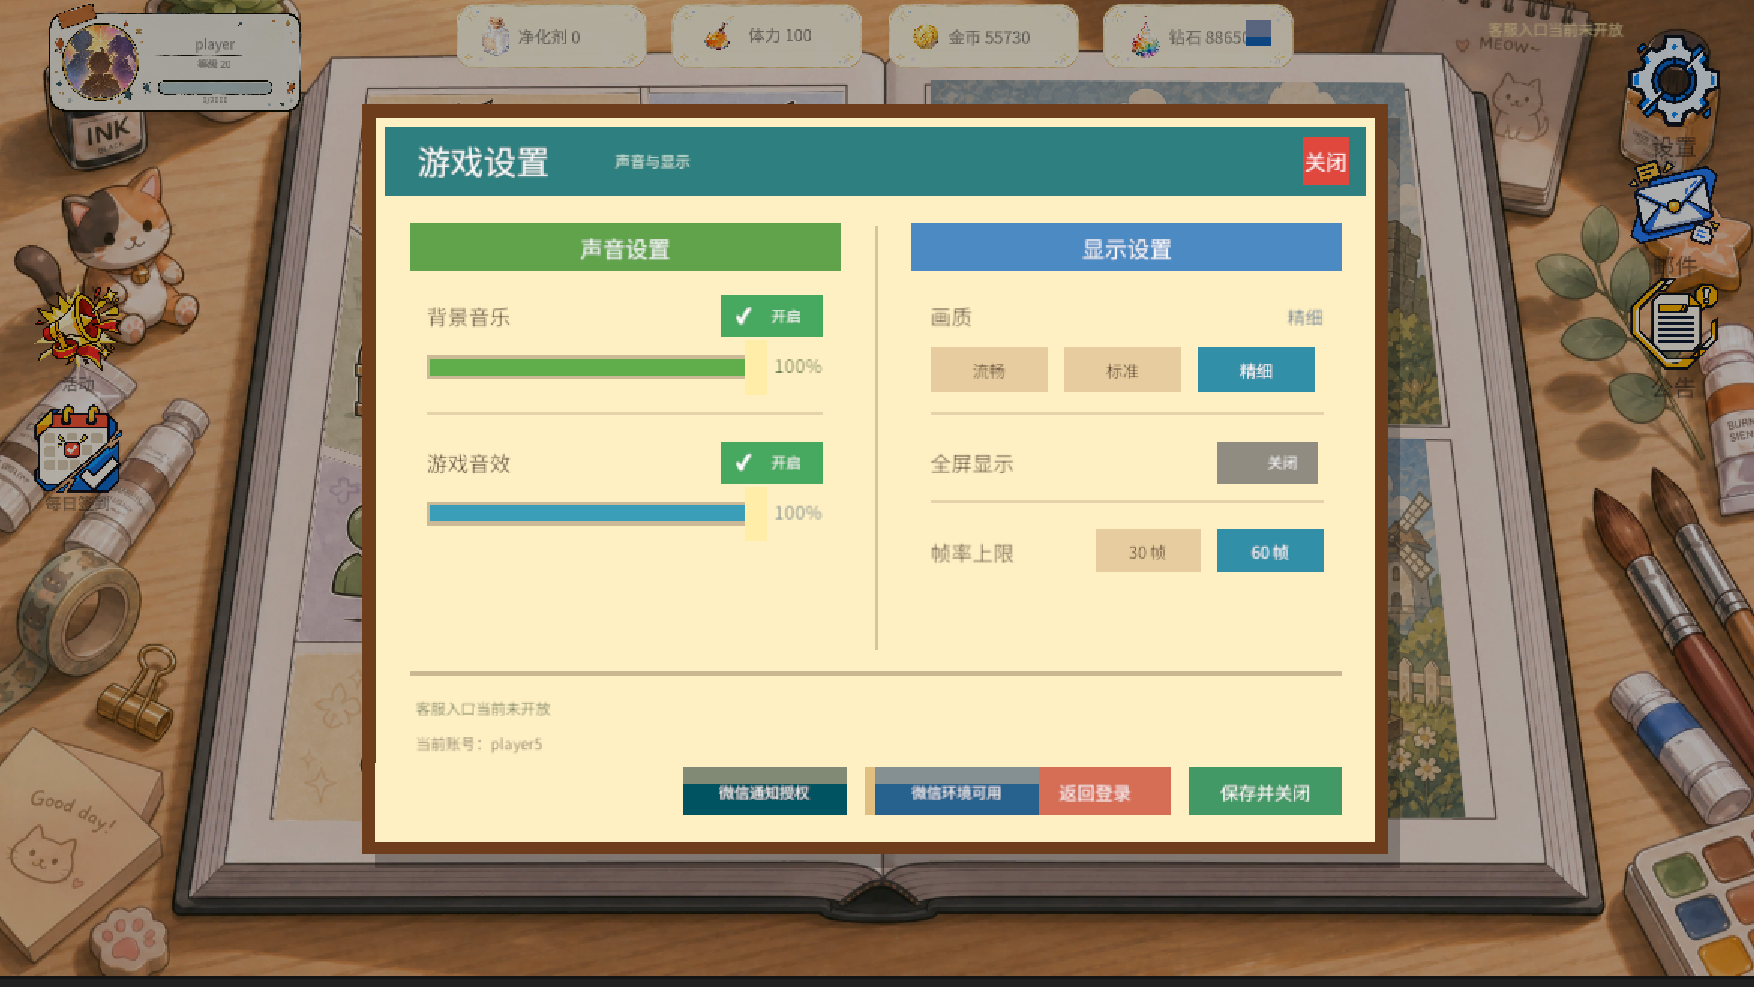 player
等级 20
净化剂 0
体力 100
金币 55730
钻石 88650
客服入口当前未开放
MEOW~
INK
BLACK
设置
邮件
公告
活动
每日签到
游戏设置
声音与显示
关闭
声音设置
背景音乐
✓ 开启
100%
游戏音效
✓ 开启
100%
显示设置
画质
精细
流畅
标准
精细
全屏显示
关闭
帧率上限
30 帧
60 帧
客服入口当前未开放
当前账号：player5
微信通知授权
微信环境可用
返回登录
保存并关闭
Good day!